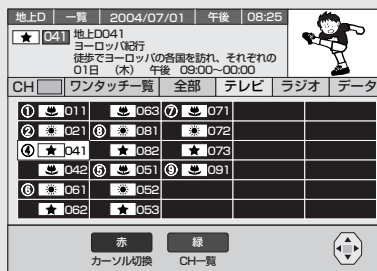 地上D 一覧 2004/07/01 午後 08:25
★ 041 地上D041
ヨーロッパ紀行
徒歩でヨーロッパの各国を訪れ、それぞれの
01日 (木) 午後 09:00~00:00
CH ワンタッチ一覧 全部 テレビ ラジオ データ
① 011 063 ⑦ 071
② 021 ⑧ 081 072
④ ★ 041 ★ 082 ★ 073
042 ⑤ 051 ⑨ 091
⑥ 061 052
★ 062 ★ 053
赤 緑
カーソル切換 CH一覧